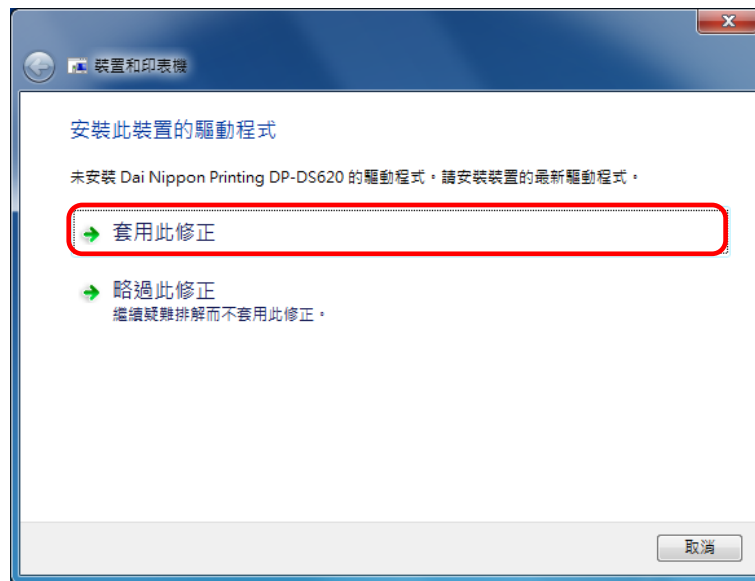 裝置和印表機
安裝此裝置的驅動程式
未安裝 Dai Nippon Printing DP-DS620 的驅動程式。請安裝裝置的最新驅動程式。
套用此修正
略過此修正
繼續疑難排解而不套用此修正。
取消